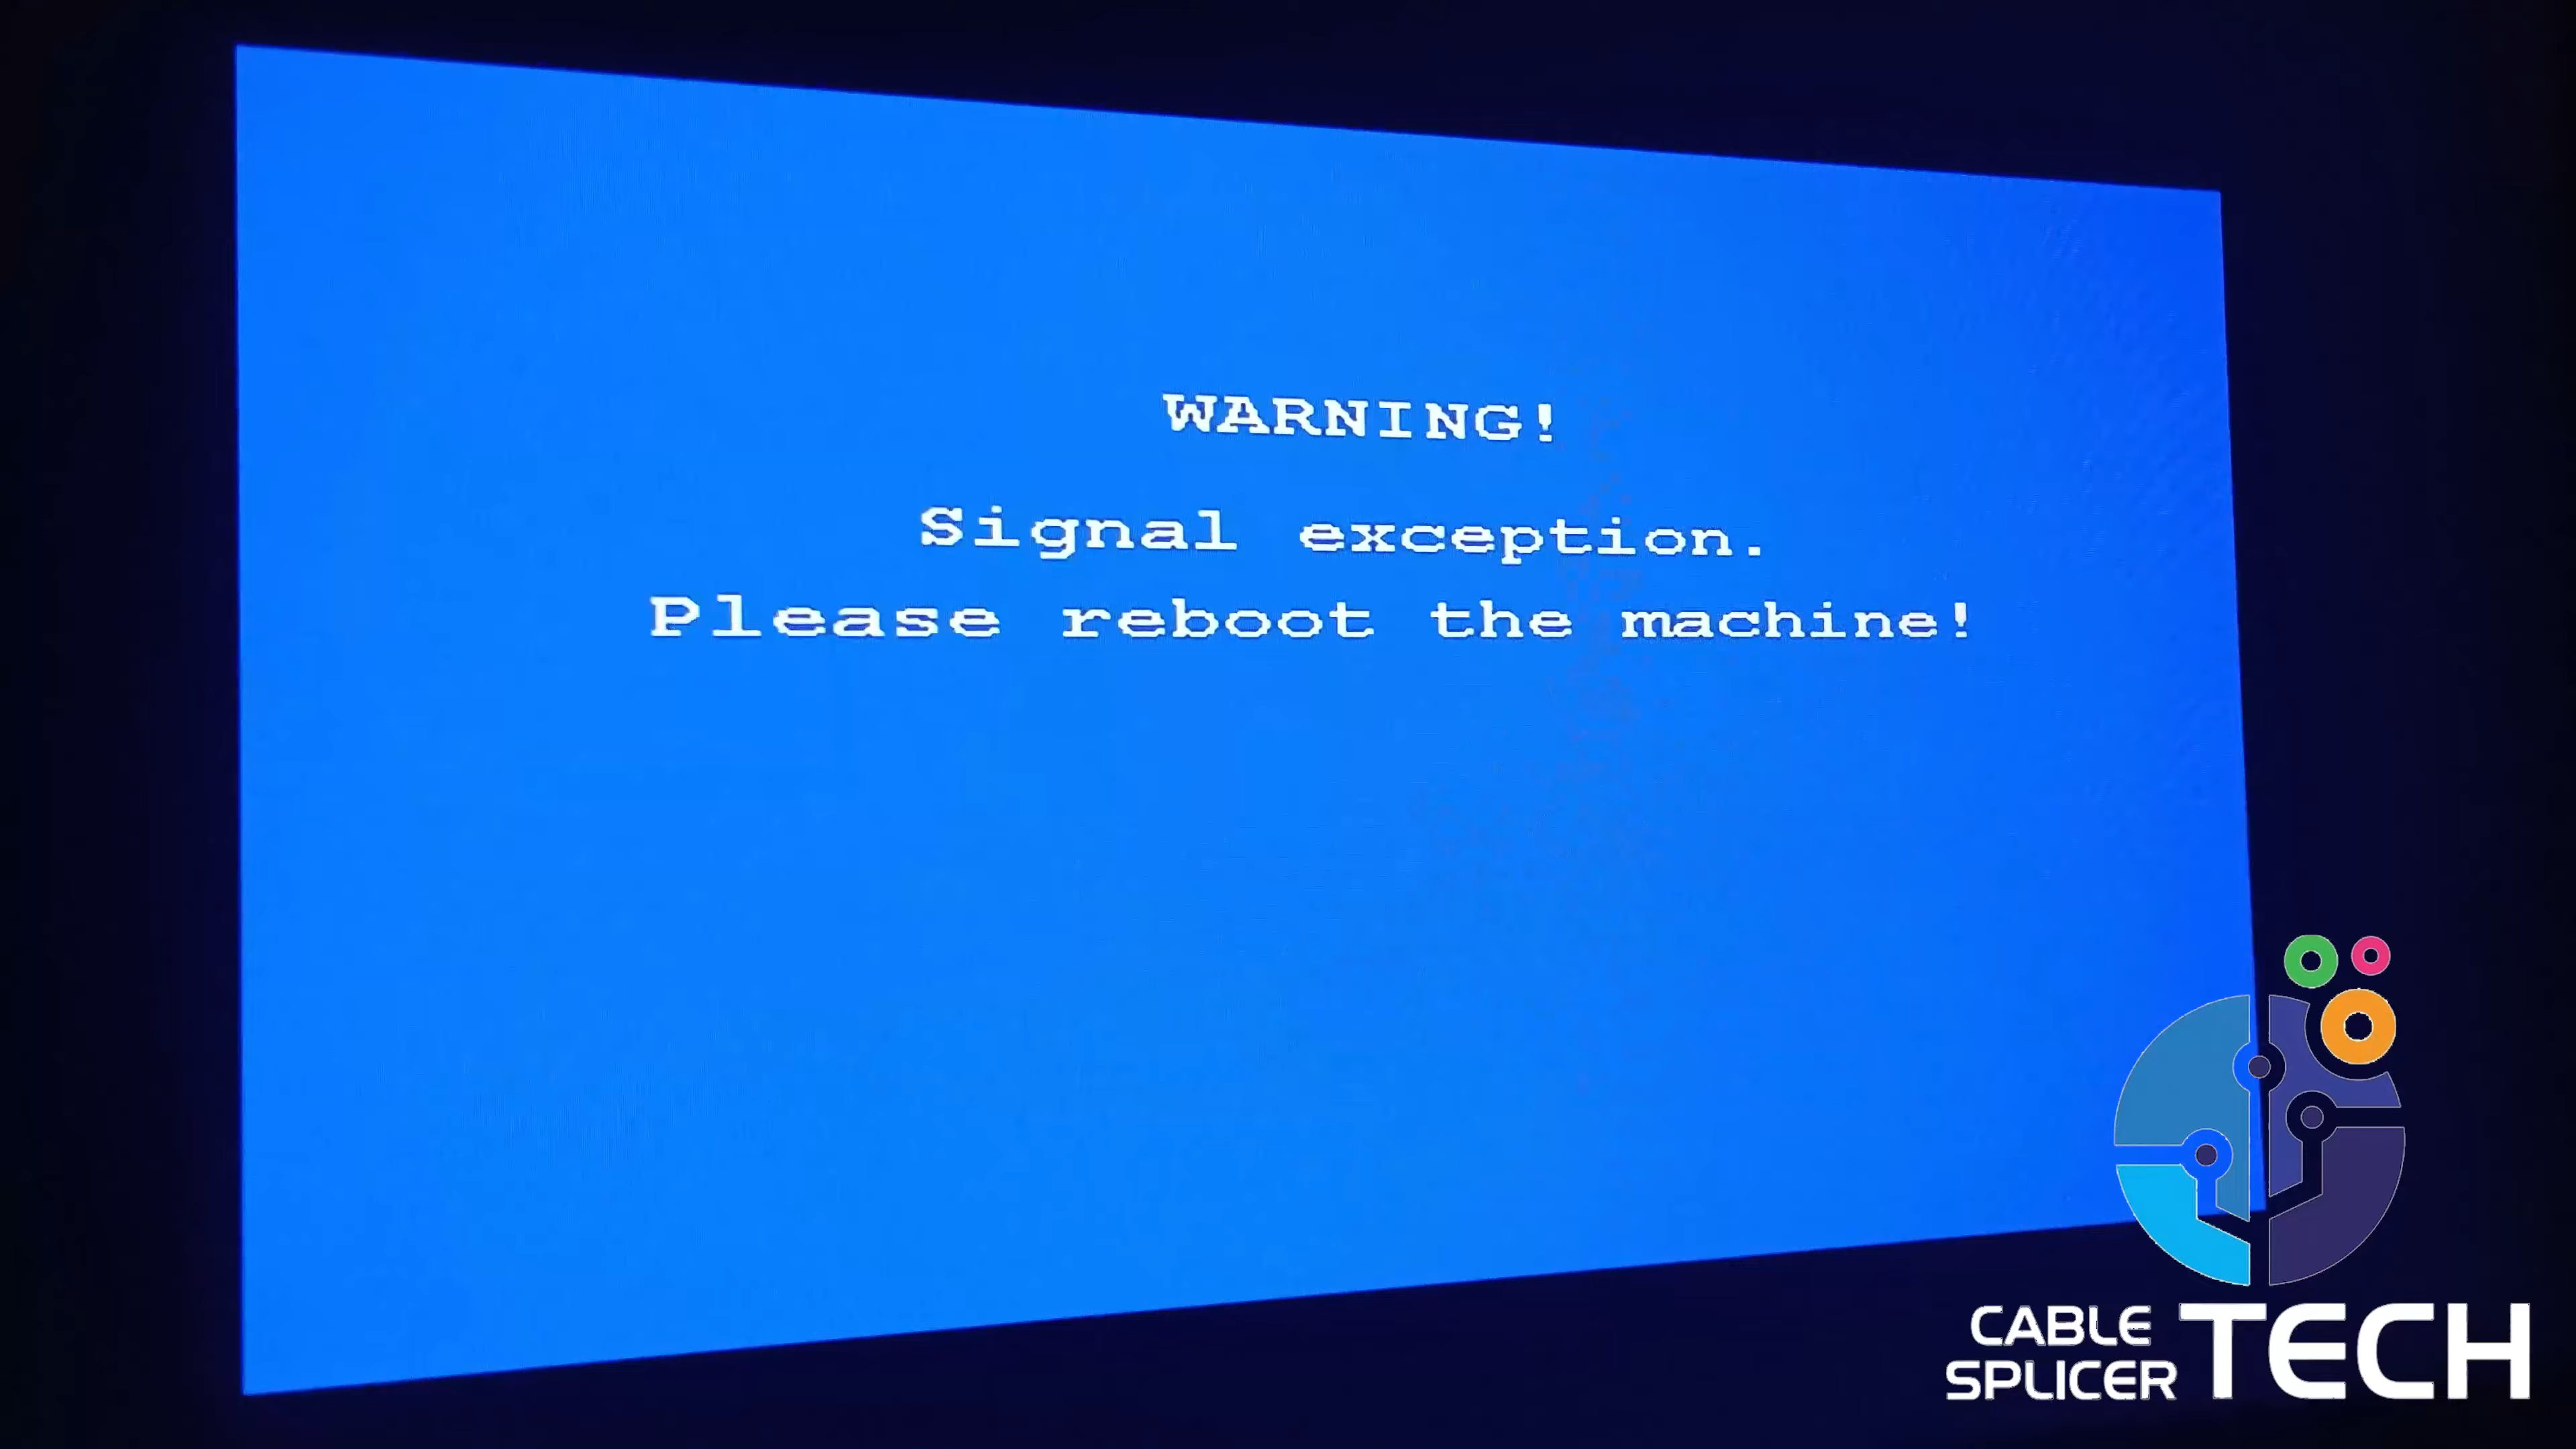 WARNING!
Signal exception.
Please reboot the machine!
CABLE
SPLICER
TECH